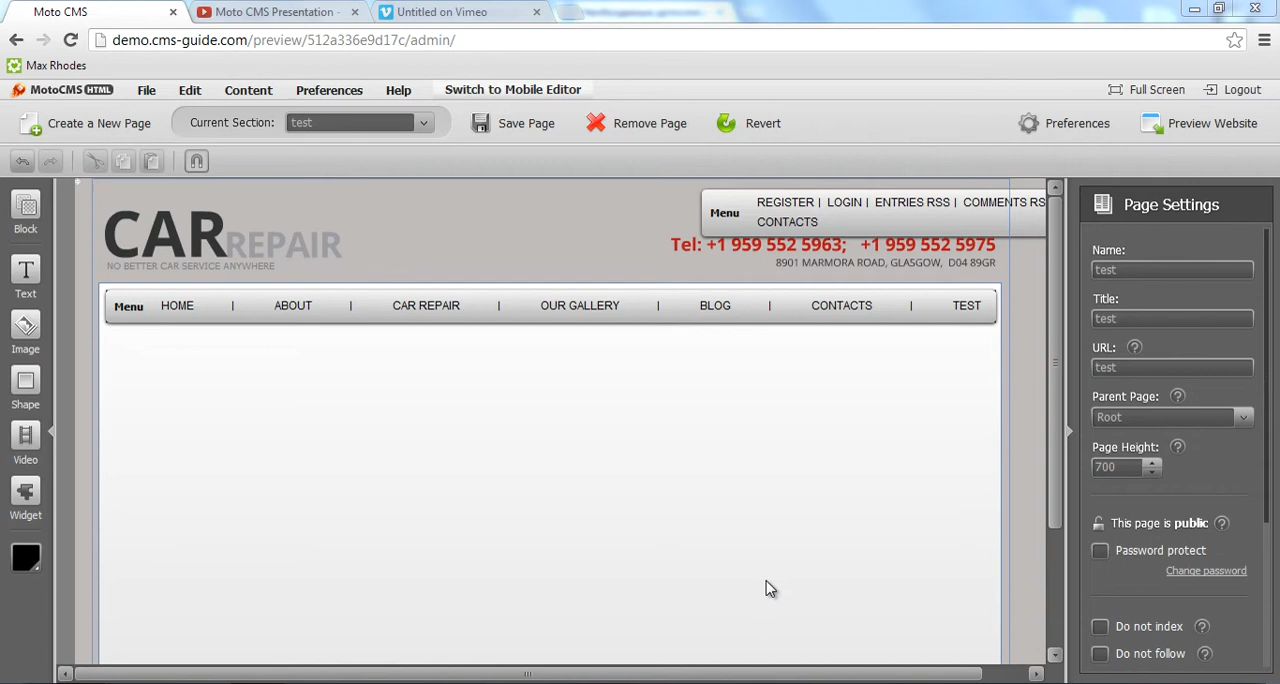 Moto CMS
Moto CMS Presentation -
Untitled on Vimeo
demo.cms-guide.com/preview/512a336e9d17c/admin/
Max Rhodes
MotoCMS HTML File Edit Content Preferences Help Switch to Mobile Editor Full Screen Logout
Create a New Page Current Section: test Save Page Remove Page Revert Preferences Preview Website
Block
Text
Image
Shape
Video
Widget
CAR REPAIR
NO BETTER CAR SERVICE ANYWHERE
Menu REGISTER | LOGIN | ENTRIES RSS | COMMENTS RS
CONTACTS
Tel: +1 959 552 5963; +1 959 552 5975
8901 MARMORA ROAD, GLASGOW, D04 89GR
Menu HOME | ABOUT | CAR REPAIR | OUR GALLERY | BLOG | CONTACTS | TEST
Page Settings
Name:
test
Title:
test
URL: ?
test
Parent Page: ?
Root
Page Height: ?
700
This page is public ?
Password protect
Change password
Do not index ?
Do not follow ?